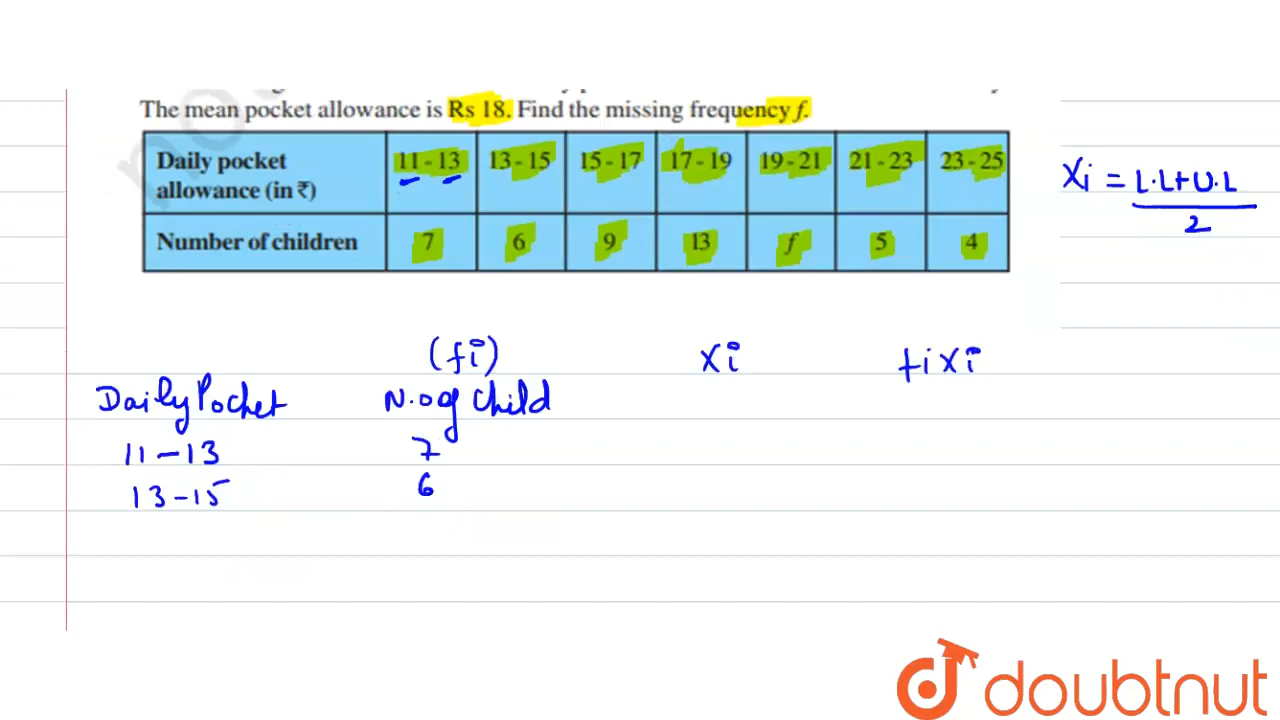 The mean pocket allowance is Rs 18. Find the missing frequency f.
Daily pocket allowance (in ₹) 11 - 13 13 - 15 15 - 17 17 - 19 19 - 21 21 - 23 23 - 25
Number of children 7 6 9 13 f 5 4
Xi = L.L+U.L
2
(fi) Xi fiXi
Daily Pocket N.o of Child
11 - 13 7
13 - 15 6
doubtnut